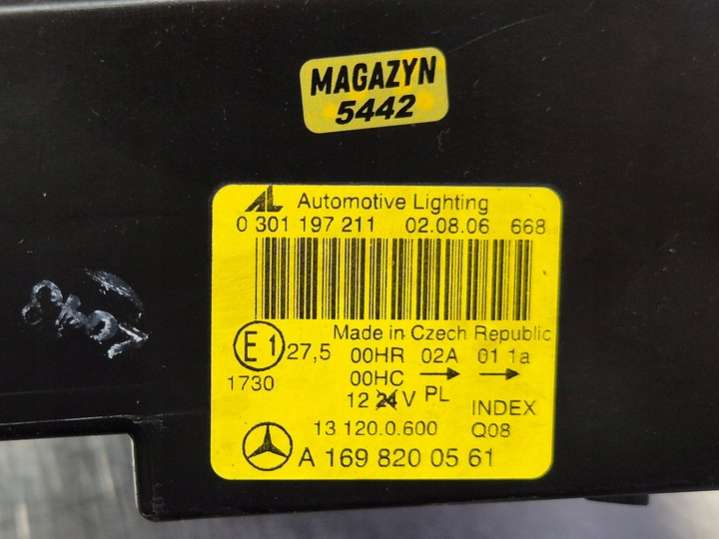 MAGAZYN
5442
AL Automotive Lighting
0 301 197 211 02.08.06 668
Made in Czech Republic
E1 27,5 00HR 02A 01 1a
1730 00HC → → 
12 24 V PL INDEX
13 120.0.600 Q08
A 169 820 05 61